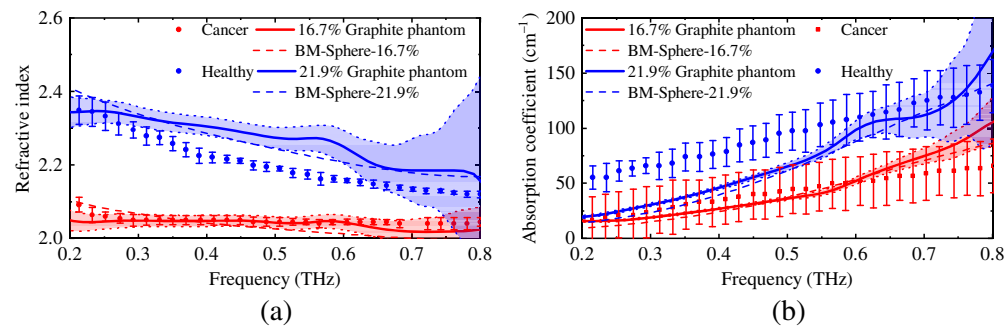 Cancer 16.7% Graphite phantom
BM-Sphere-16.7%
Healthy 21.9% Graphite phantom
BM-Sphere-21.9%
2.6
2.4
2.2
2.0
Refractive index
0.2 0.3 0.4 0.5 0.6 0.7 0.8
Frequency (THz)
(a)
16.7% Graphite phantom Cancer
BM-Sphere-16.7%
21.9% Graphite phantom Healthy
BM-Sphere-21.9%
200
150
100
50
0
Absorption coefficient (cm⁻¹)
0.2 0.3 0.4 0.5 0.6 0.7 0.8
Frequency (THz)
(b)